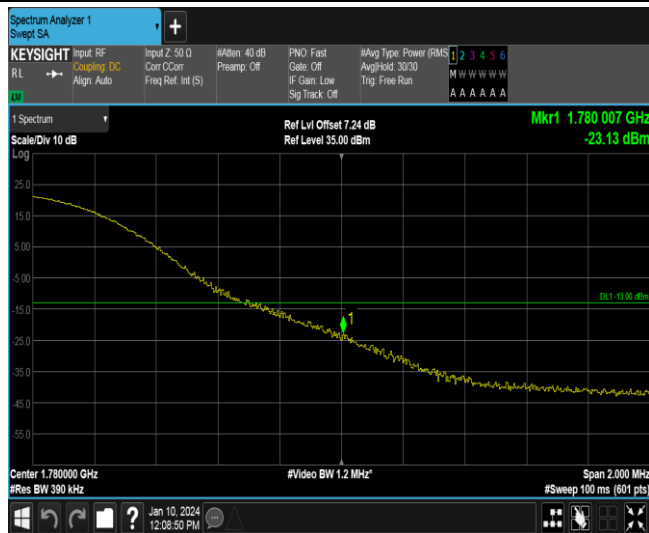 Spectrum Analyzer 1
Swept SA
+
KEYSIGHT
RL
Input: RF
Coupling: DC
Align: Auto
Input Z: 50 Ω
Corr CCorr
Freq Ref: Int (S)
#Atten: 40 dB
Preamp: Off
PNO: Fast
Gate: Off
IF Gain: Low
Sig Track: Off
#Avg Type: Power (RMS
Avg|Hold: 30/30
Trig: Free Run
1 2 3 4 5 6
M W W W W W
A A A A A A
1 Spectrum
Scale/Div 10 dB
Log
Ref Lvl Offset 7.24 dB
Ref Level 35.00 dBm
Mkr1 1.780 007 GHz
-23.13 dBm
25.0
15.0
5.00
-5.00
-15.0
-25.0
-35.0
-45.0
-55.0
DL1 -13.00 dBm
1
Center 1.780000 GHz
#Res BW 390 kHz
#Video BW 1.2 MHz*
Span 2.000 MHz
#Sweep 100 ms (601 pts)
?
Jan 10, 2024
12:08:50 PM